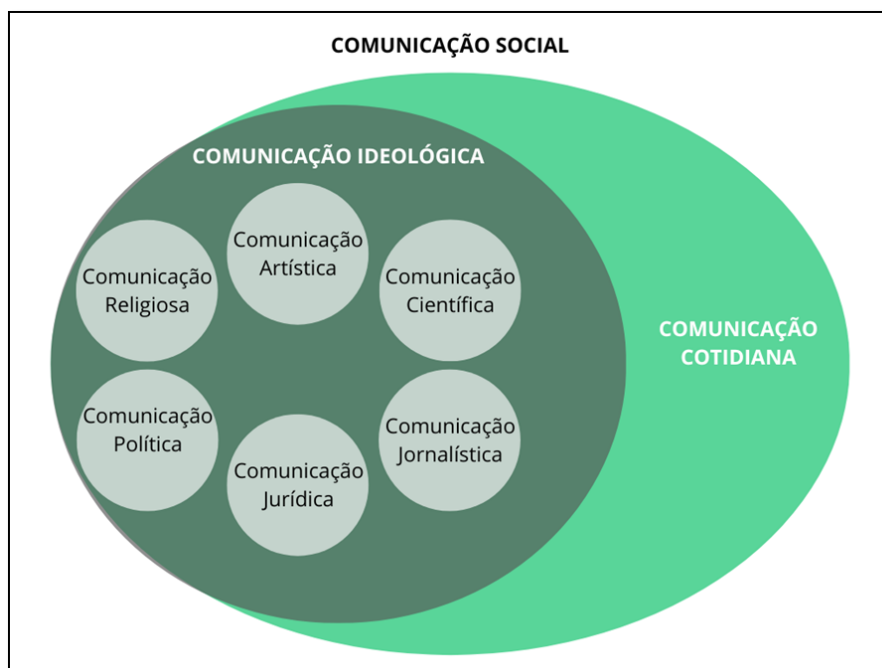 COMUNICAÇÃO SOCIAL
COMUNICAÇÃO IDEOLÓGICA
Comunicação
Artística
Comunicação
Religiosa
Comunicação
Científica
COMUNICAÇÃO
COTIDIANA
Comunicação
Política
Comunicação
Jornalística
Comunicação
Jurídica